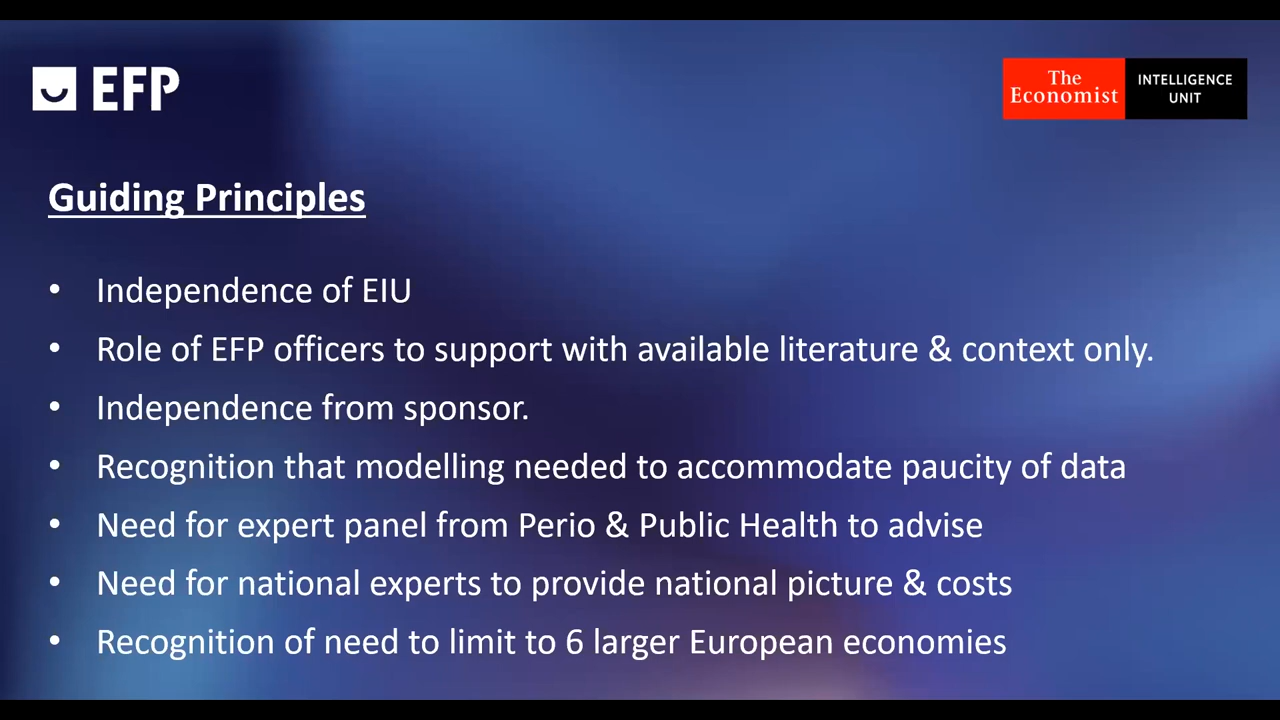 EFP
The
Economist
INTELLIGENCE
UNIT
Guiding Principles
• Independence of EIU
• Role of EFP officers to support with available literature & context only.
• Independence from sponsor.
• Recognition that modelling needed to accommodate paucity of data
• Need for expert panel from Perio & Public Health to advise
• Need for national experts to provide national picture & costs
• Recognition of need to limit to 6 larger European economies